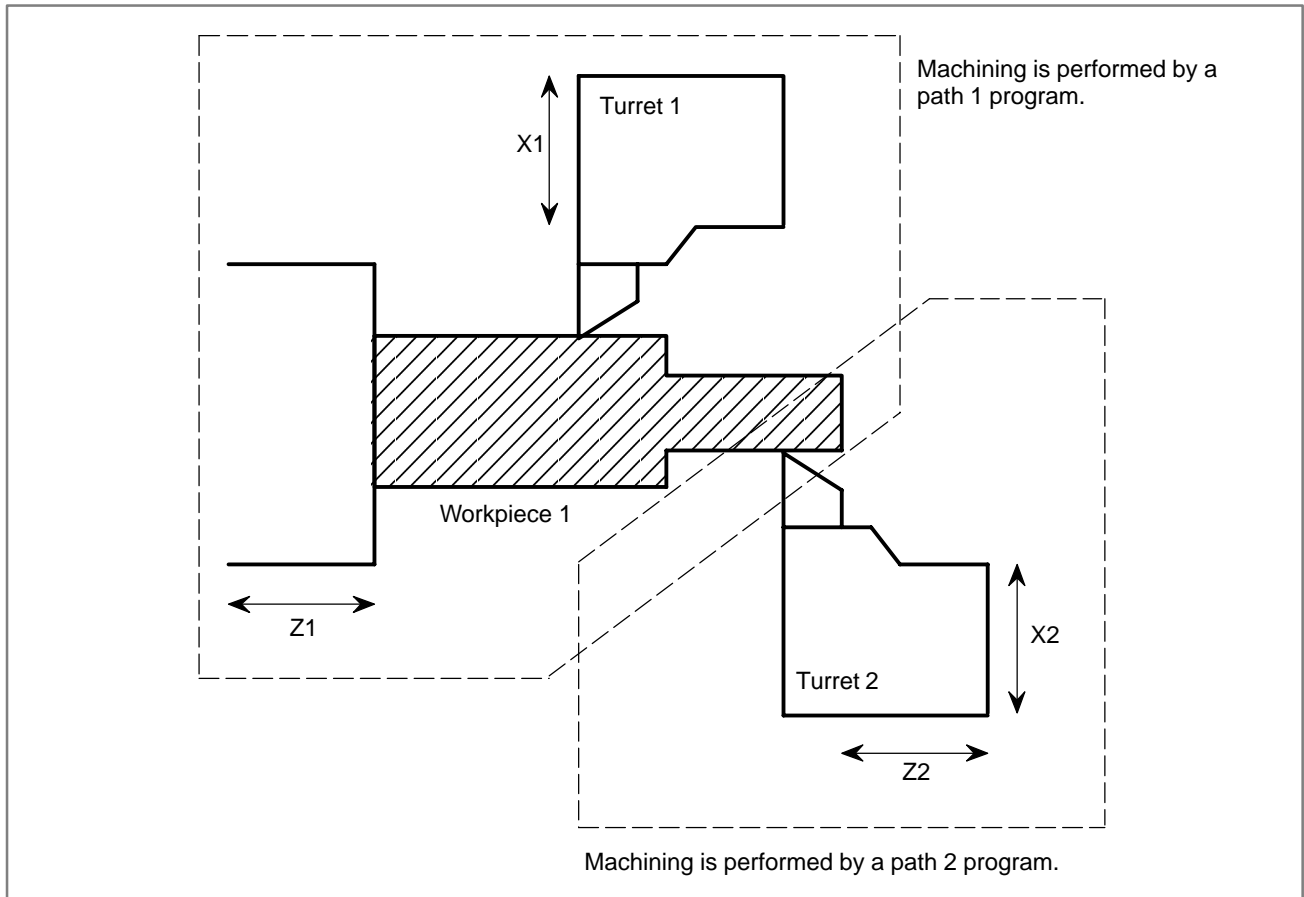 Machining is performed by a
path 1 program.
Turret 1
X1
Workpiece 1
Z1
X2
Turret 2
Z2
Machining is performed by a path 2 program.